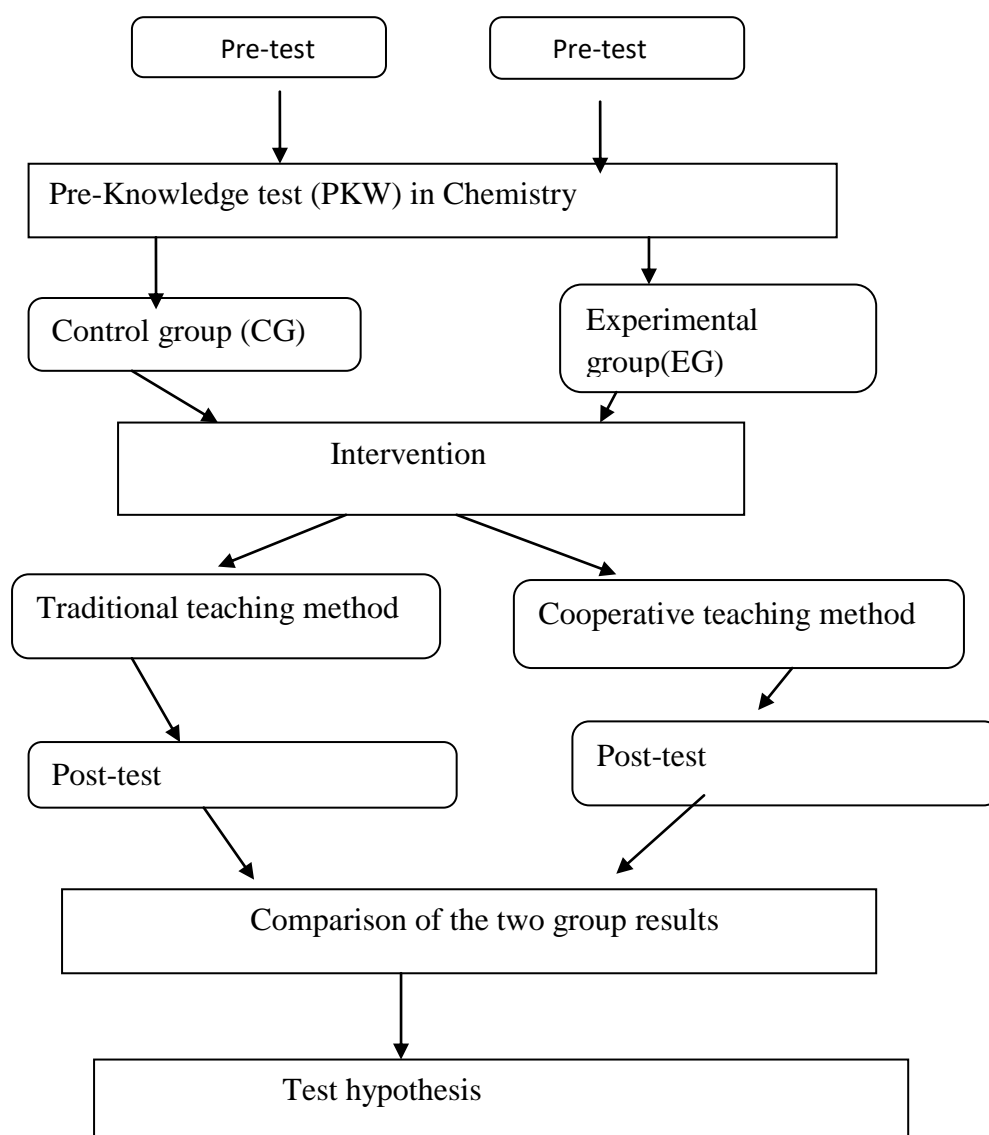 Pre-test
Pre-test
Pre-Knowledge test (PKW) in Chemistry
Control group (CG)
Experimental
group(EG)
Intervention
Traditional teaching method
Cooperative teaching method
Post-test
Post-test
Comparison of the two group results
Test hypothesis